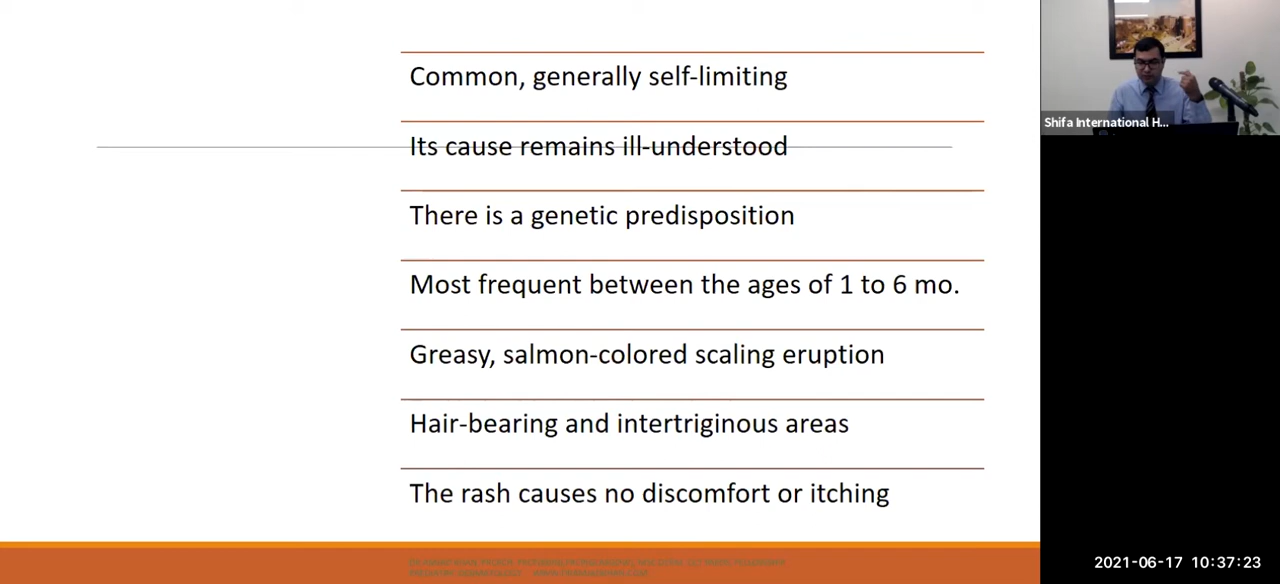 Common, generally self-limiting
Its cause remains ill-understood
There is a genetic predisposition
Most frequent between the ages of 1 to 6 mo.
Greasy, salmon-colored scaling eruption
Hair-bearing and intertriginous areas
The rash causes no discomfort or itching
Shifa International H...
2021-06-17 10:37:23